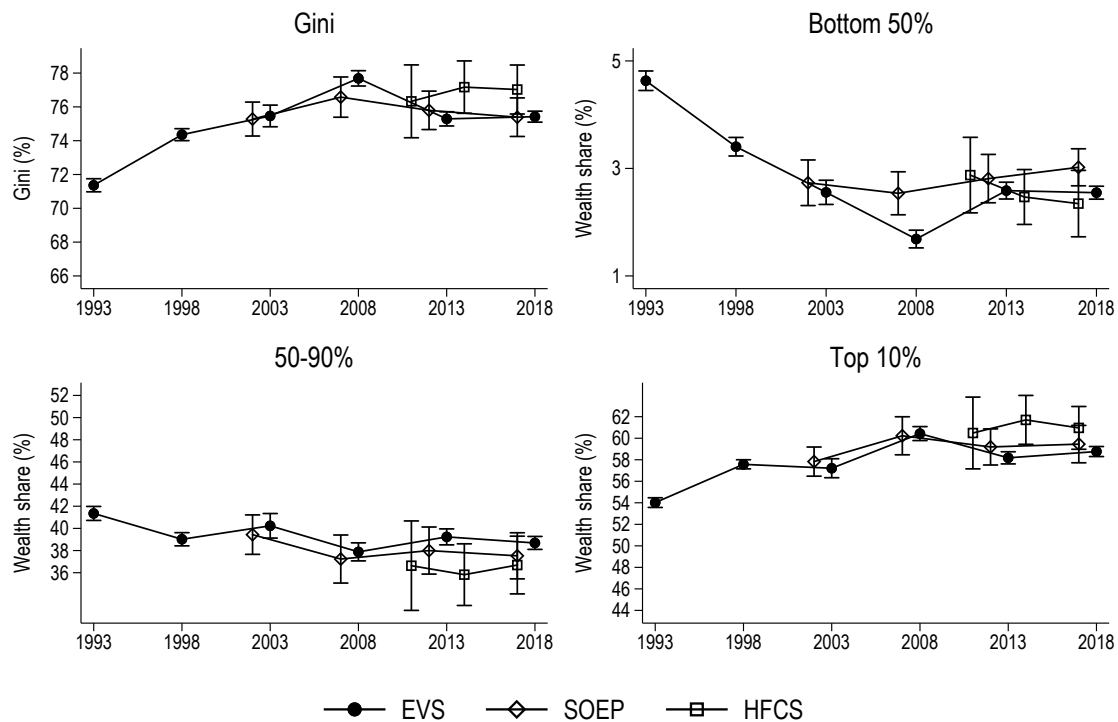 Gini
Gini (%)
78
76
74
72
70
68
66
1993 1998 2003 2008 2013 2018
Bottom 50%
Wealth share (%)
5
3
1
1993 1998 2003 2008 2013 2018
50-90%
Wealth share (%)
52
50
48
46
44
42
40
38
36
1993 1998 2003 2008 2013 2018
Top 10%
Wealth share (%)
62
60
58
56
54
52
50
48
46
44
1993 1998 2003 2008 2013 2018
EVS SOEP HFCS